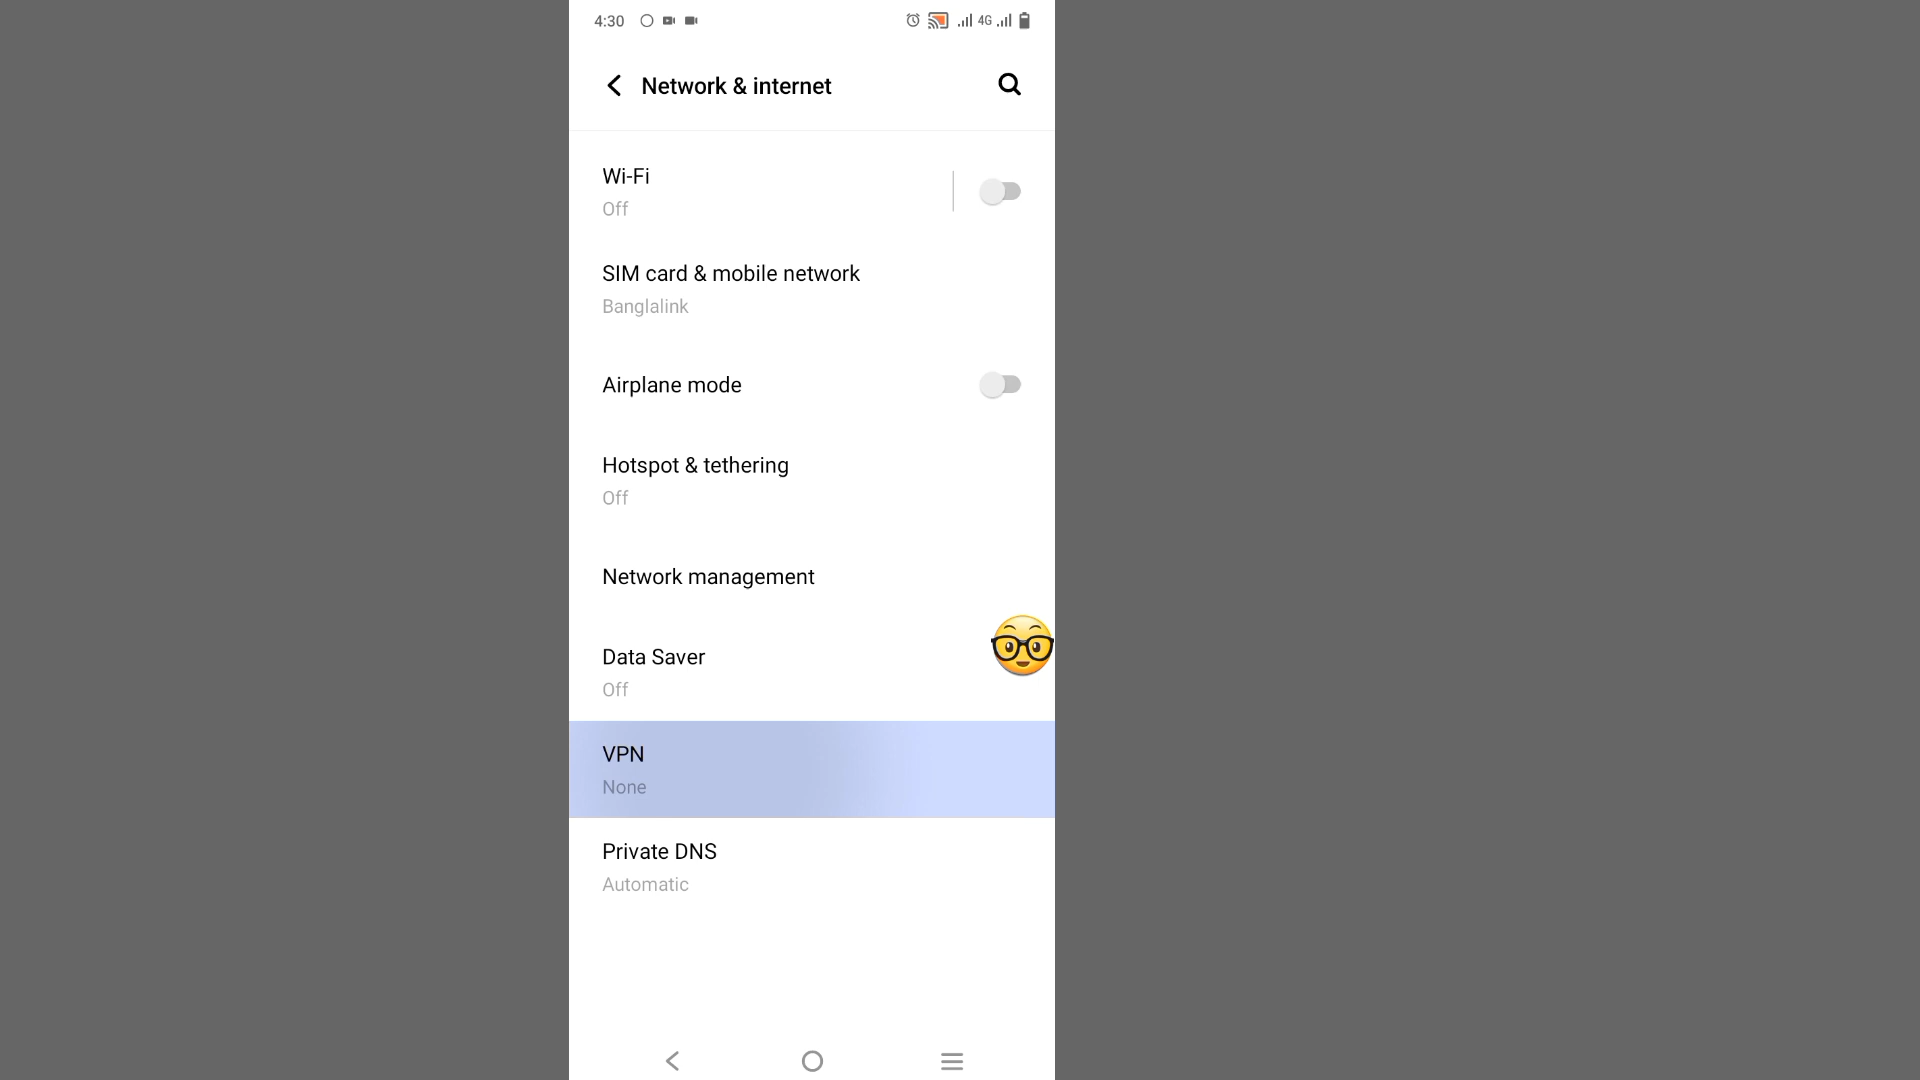 4:30 4G
Network & internet
Wi-Fi
Off
SIM card & mobile network
Banglalink
Airplane mode
Hotspot & tethering
Off
Network management
Data Saver
Off
VPN
None
Private DNS
Automatic